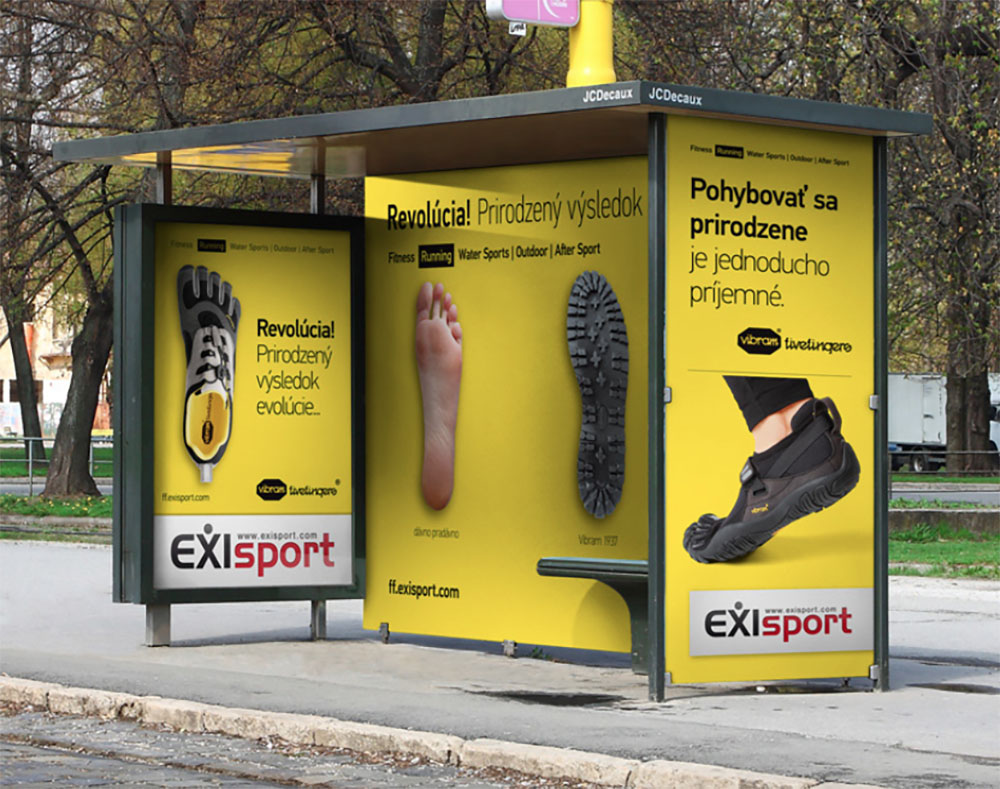 JCDecaux JCDecaux
Fitness Running Water Sports | Outdoor | After Sport
Revolúcia!
Prirodzený
výsledok
evolúcie...
ff.exisport.com
vibram fivefingers®
www.exisport.com
EXIsport
Revolúcia! Prirodzený výsledok
Fitness Running Water Sports | Outdoor | After Sport
dávno pradávno
Vibram 1937
ff.exisport.com
Fitness Running Water Sports | Outdoor | After Sport
Pohybovať sa
prirodzene
je jednoducho
príjemné.
vibram fivefingers®
vibram
www.exisport.com
EXIsport